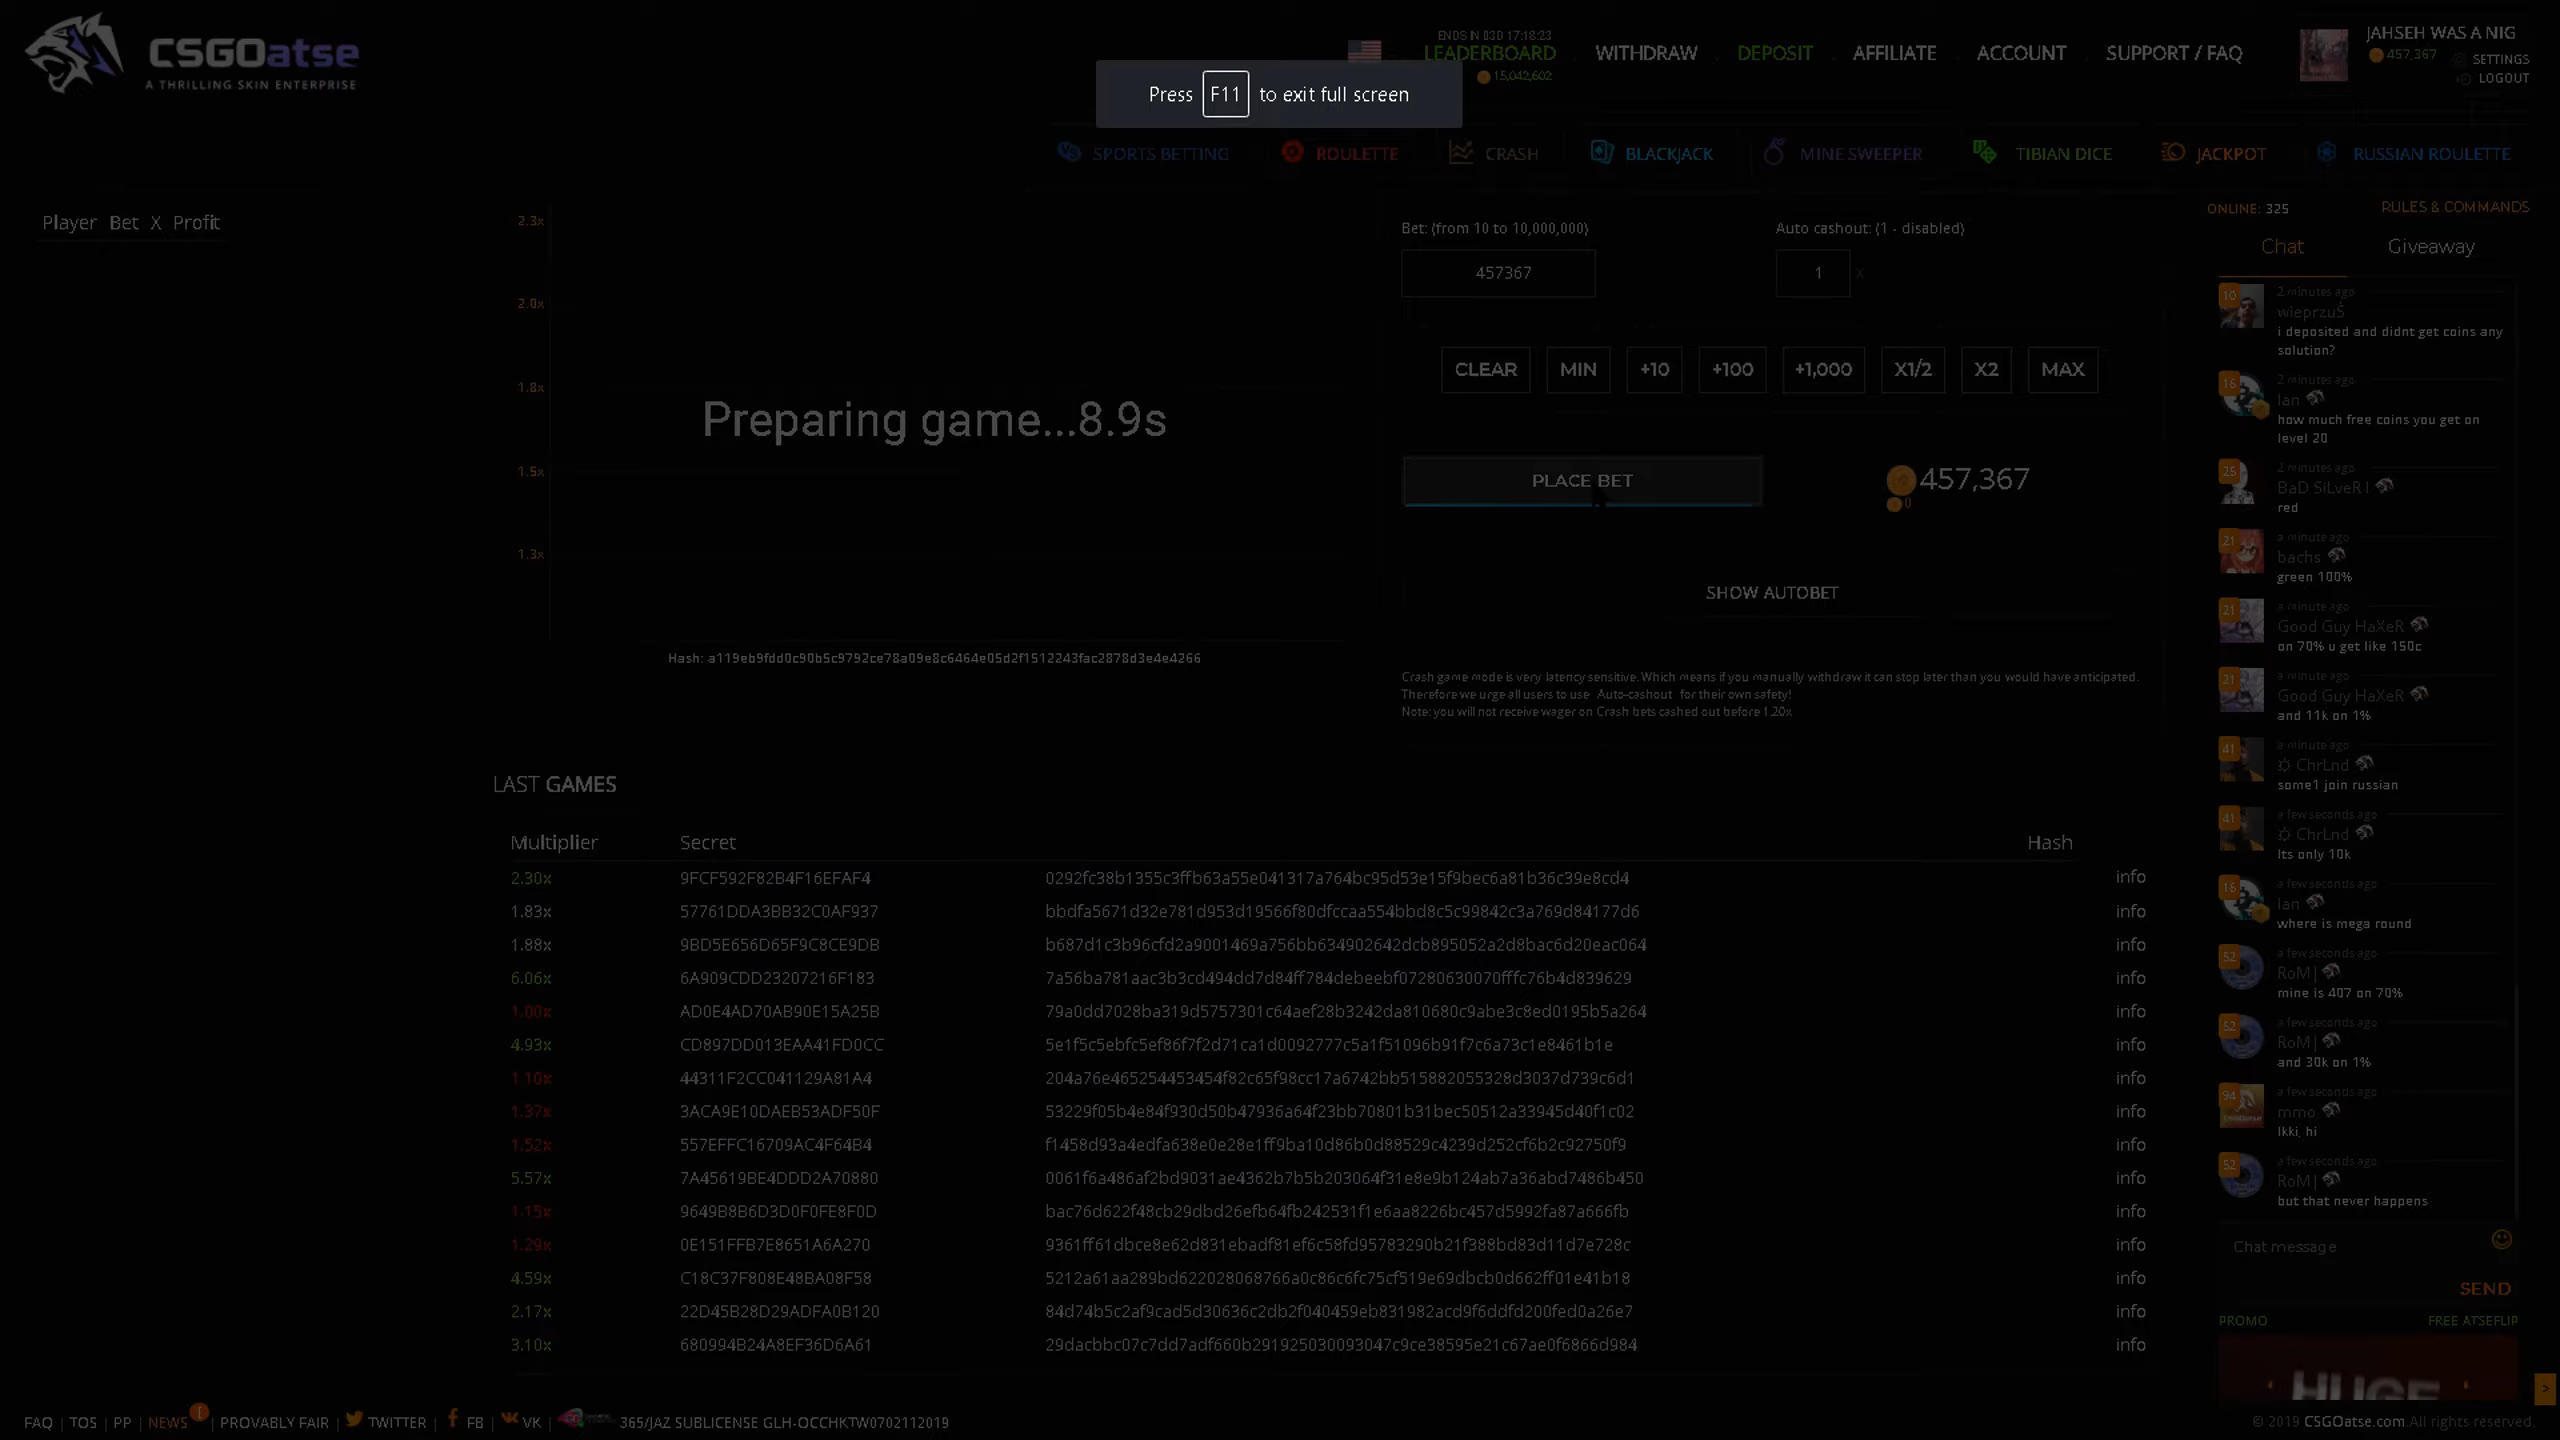 CSGOatse
A THRILLING SKIN ENTERPRISE
ENDS IN 03D 17:18:23
LEADERBOARD
15,042,602
WITHDRAW
DEPOSIT
AFFILIATE
ACCOUNT
SUPPORT / FAQ
JAHSEH WAS A NIG
457,367
SETTINGS
LOGOUT
Press F11 to exit full screen
SPORTS BETTING
ROULETTE
CRASH
BLACKJACK
MINE SWEEPER
TIBIAN DICE
JACKPOT
RUSSIAN ROULETTE
Player Bet X Profit
2.3x
2.0x
1.8x
1.5x
1.3x
Preparing game...8.9s
Hash: a119eb9fdd0c90b5c9792ce78a09e8c6464e05d2f1512243fac2878d3e4e4266
Bet: (from 10 to 10,000,000)
457367
Auto cashout: (1 - disabled)
1 x
CLEAR
MIN
+10
+100
+1,000
X1/2
X2
MAX
PLACE BET
457,367
0
SHOW AUTOBET
Crash game mode is very latency sensitive. Which means if you manually withdraw it can stop later than you would have anticipated.
Therefore we urge all users to use Auto-cashout for their own safety!
Note: you will not receive wager on Crash bets cashed out before 1.20x
LAST GAMES
Multiplier Secret Hash
2.30x 9FCF592F82B4F16EFAF4 0292fc38b1355c3ffb63a55e041317a764bc95d53e15f9bec6a81b36c39e8cd4 info
1.83x 57761DDA3BB32C0AF937 bbdfa5671d32e781d953d19566f80dfccaa554bbd8c5c99842c3a769d84177d6 info
1.88x 9BD5E656D65F9C8CE9DB b687d1c3b96cfd2a9001469a756bb634902642dcb895052a2d8bac6d20eac064 info
6.06x 6A909CDD23207216F183 7a56ba781aac3b3cd494dd7d84ff784debeebf07280630070fffc76b4d839629 info
1.00x AD0E4AD70AB90E15A25B 79a0dd7028ba319d5757301c64aef28b3242da810680c9abe3c8ed0195b5a264 info
4.93x CD897DD013EAA41FD0CC 5e1f5c5ebfc5ef86f7f2d71ca1d0092777c5a1f51096b91f7c6a73c1e8461b1e info
1.10x 44311F2CC041129A81A4 204a76e465254453454f82c65f98cc17a6742bb515882055328d3037d739c6d1 info
1.37x 3ACA9E10DAEB53ADF50F 53229f05b4e84f930d50b47936a64f23bb70801b31bec50512a33945d40f1c02 info
1.52x 557EFFC16709AC4F64B4 f1458d93a4edfa638e0e28e1ff9ba10d86b0d88529c4239d252cf6b2c92750f9 info
5.57x 7A45619BE4DDD2A70880 0061f6a486af2bd9031ae4362b7b5b203064f31e8e9b124ab7a36abd7486b450 info
1.15x 9649B8B6D3D0F0FE8F0D bac76d622f48cb29dbd26efb64fb242531f1e6aa8226bc457d5992fa87a666fb info
1.29x 0E151FFB7E8651A6A270 9361ff61dbce8e62d831ebadf81ef6c58fd95783290b21f388bd83d11d7e728c info
4.59x C18C37F808E48BA08F58 5212a61aa289bd622028068766a0c86c6fc75cf519e69dbcb0d662ff01e41b18 info
2.17x 22D45B28D29ADFA0B120 84d74b5c2af9cad5d30636c2db2f040459eb831982acd9f6ddfd200fed0a26e7 info
3.10x 680994B24A8EF36D6A61 29dacbbc07c7dd7adf660b291925030093047c9ce38595e21c67ae0f6866d984 info
ONLINE: 325
RULES & COMMANDS
Chat
Giveaway
10 2 minutes ago
wieprzuŚ
i deposited and didnt get coins any
solution?
16 2 minutes ago
Ian
how much free coins you get on
level 20
25 2 minutes ago
BaD SiLveR I
red
21 a minute ago
bachs
green 100%
21 a minute ago
Good Guy HaXeR
on 70% u get like 150c
21 a minute ago
Good Guy HaXeR
and 11k on 1%
41 a minute ago
☼ ChrLnd
some1 join russian
41 a few seconds ago
☼ ChrLnd
Its only 10k
16 a few seconds ago
Ian
where is mega round
52 a few seconds ago
RoM|
mine is 407 on 70%
52 a few seconds ago
RoM|
and 30k on 1%
94 a few seconds ago
mmo
Ikki, hi
52 a few seconds ago
RoM|
but that never happens
Chat message
SEND
PROMO
FREE ATSEFLIP
HUGE
>
FAQ | TOS | PP | NEWS | PROVABLY FAIR | TWITTER | FB | VK | 365/JAZ SUBLICENSE GLH-OCCHKTW0702112019
© 2019 CSGOatse.com All rights reserved.